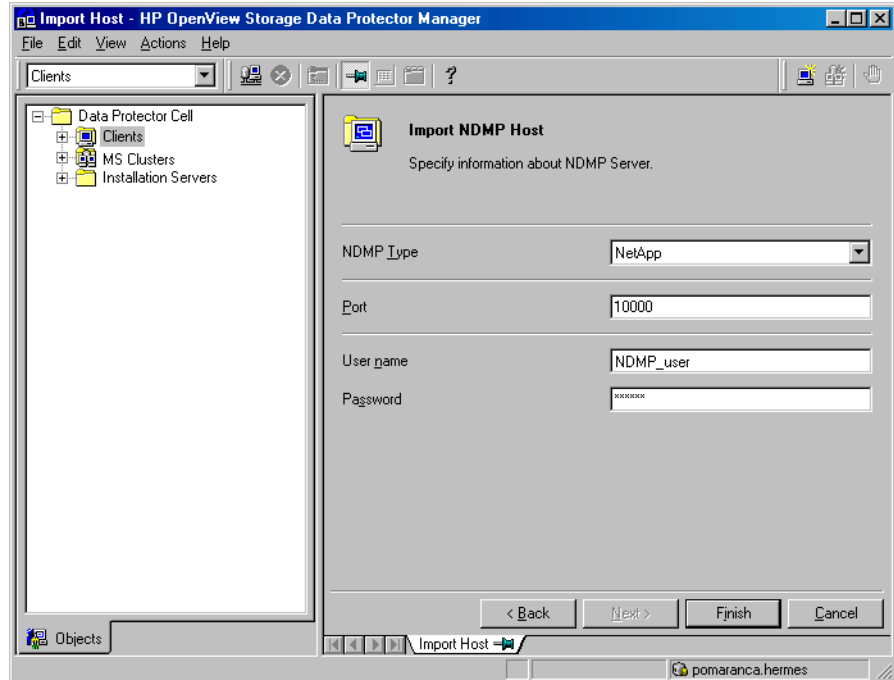 Import Host - HP OpenView Storage Data Protector Manager
File Edit View Actions Help
Clients
Data Protector Cell
Clients
MS Clusters
Installation Servers
Import NDMP Host
Specify information about NDMP Server.
NDMP Type
NetApp
Port
10000
User name
NDMP_user
Password
******
< Back
Next >
Finish
Cancel
Objects
Import Host
pomaranca.hermes